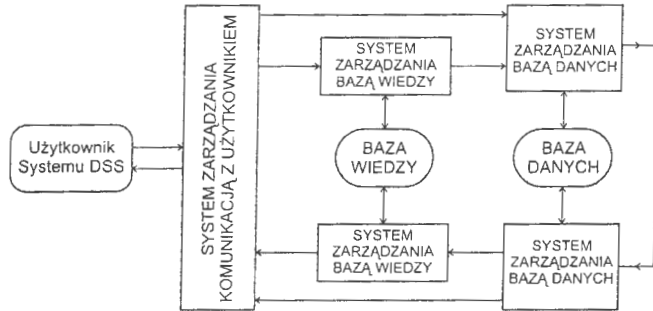 Użytkownik
Systemu DSS
SYSTEM ZARZĄDZANIA
KOMUNIKACJĄ Z UŻYTKOWNIKIEM
SYSTEM
ZARZĄDZANIA
BAZĄ WIEDZY
SYSTEM
ZARZĄDZANIA
BAZĄ DANYCH
BAZA
WIEDZY
BAZA
DANYCH
SYSTEM
ZARZĄDZANIA
BAZĄ WIEDZY
SYSTEM
ZARZĄDZANIA
BAZĄ DANYCH